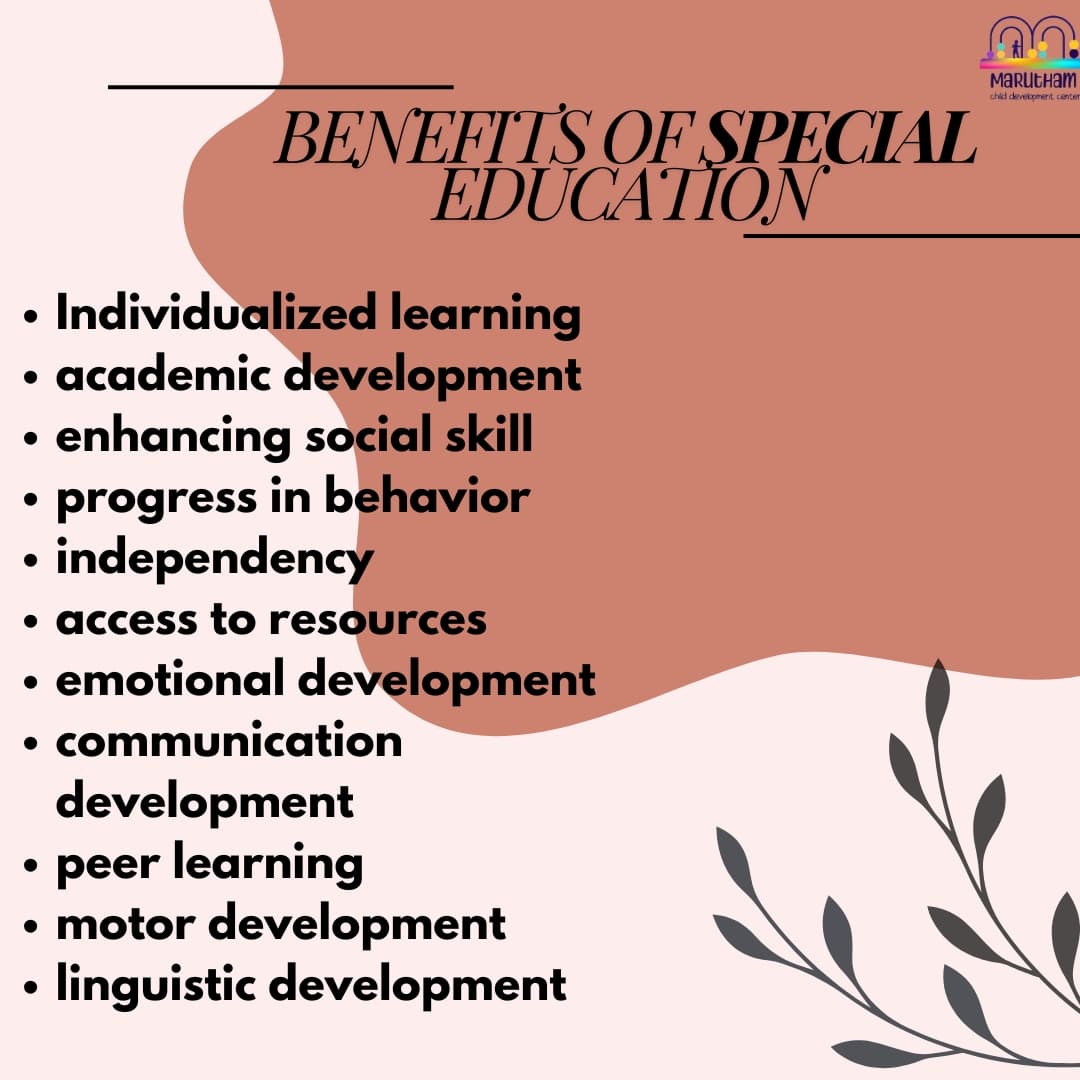 MARUTHAM
child development center
BENEFITS OF SPECIAL
EDUCATION
• Individualized learning
• academic development
• enhancing social skill
• progress in behavior
• independency
• access to resources
• emotional development
• communication
development
• peer learning
• motor development
• linguistic development